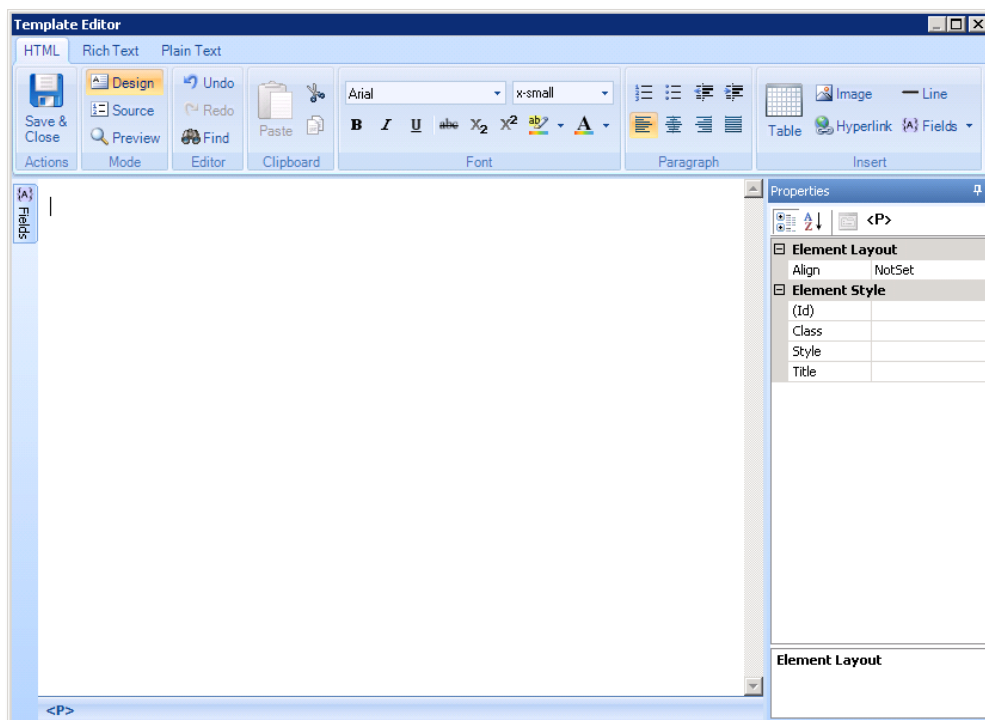 Template Editor
HTML Rich Text Plain Text
Save & Close
Design
Source
Preview
Undo
Redo
Find
Paste
Arial x-small
B I U abc X2 X2 ab A
Table
Image Line
Hyperlink {A} Fields
Actions Mode Editor Clipboard Font Paragraph Insert
{A} Fields
Properties
A Z <P>
Element Layout
Align NotSet
Element Style
(Id)
Class
Style
Title
Element Layout
<P>